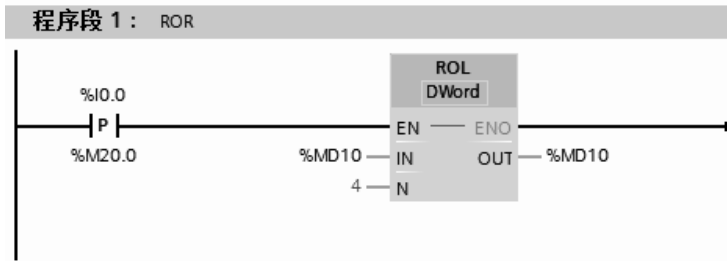 程序段 1： ROR
ROL
DWord
%I0.0
P
EN ENO
%M20.0
%MD10 IN OUT %MD10
4 N